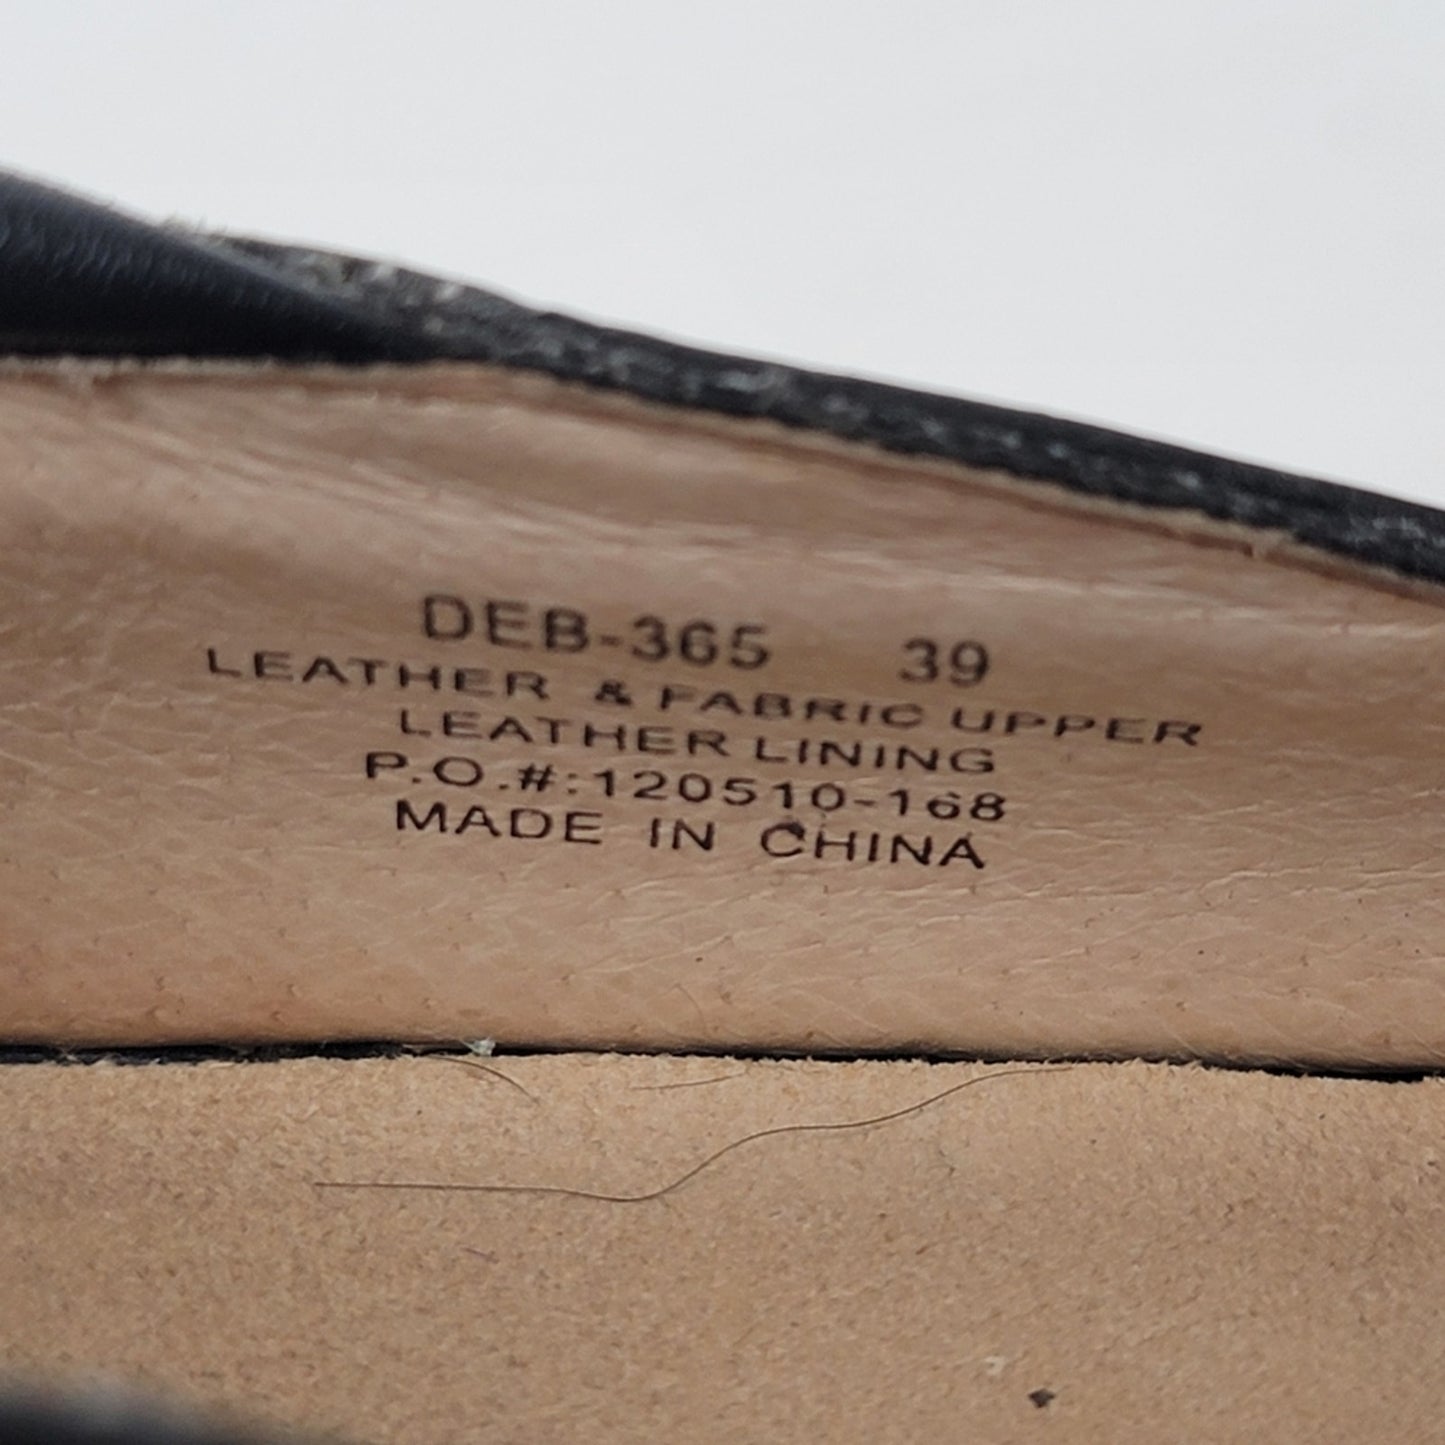 DEB-365 39
LEATHER & FABRIC UPPER
LEATHER LINING
P.O.#:120510-168
MADE IN CHINA